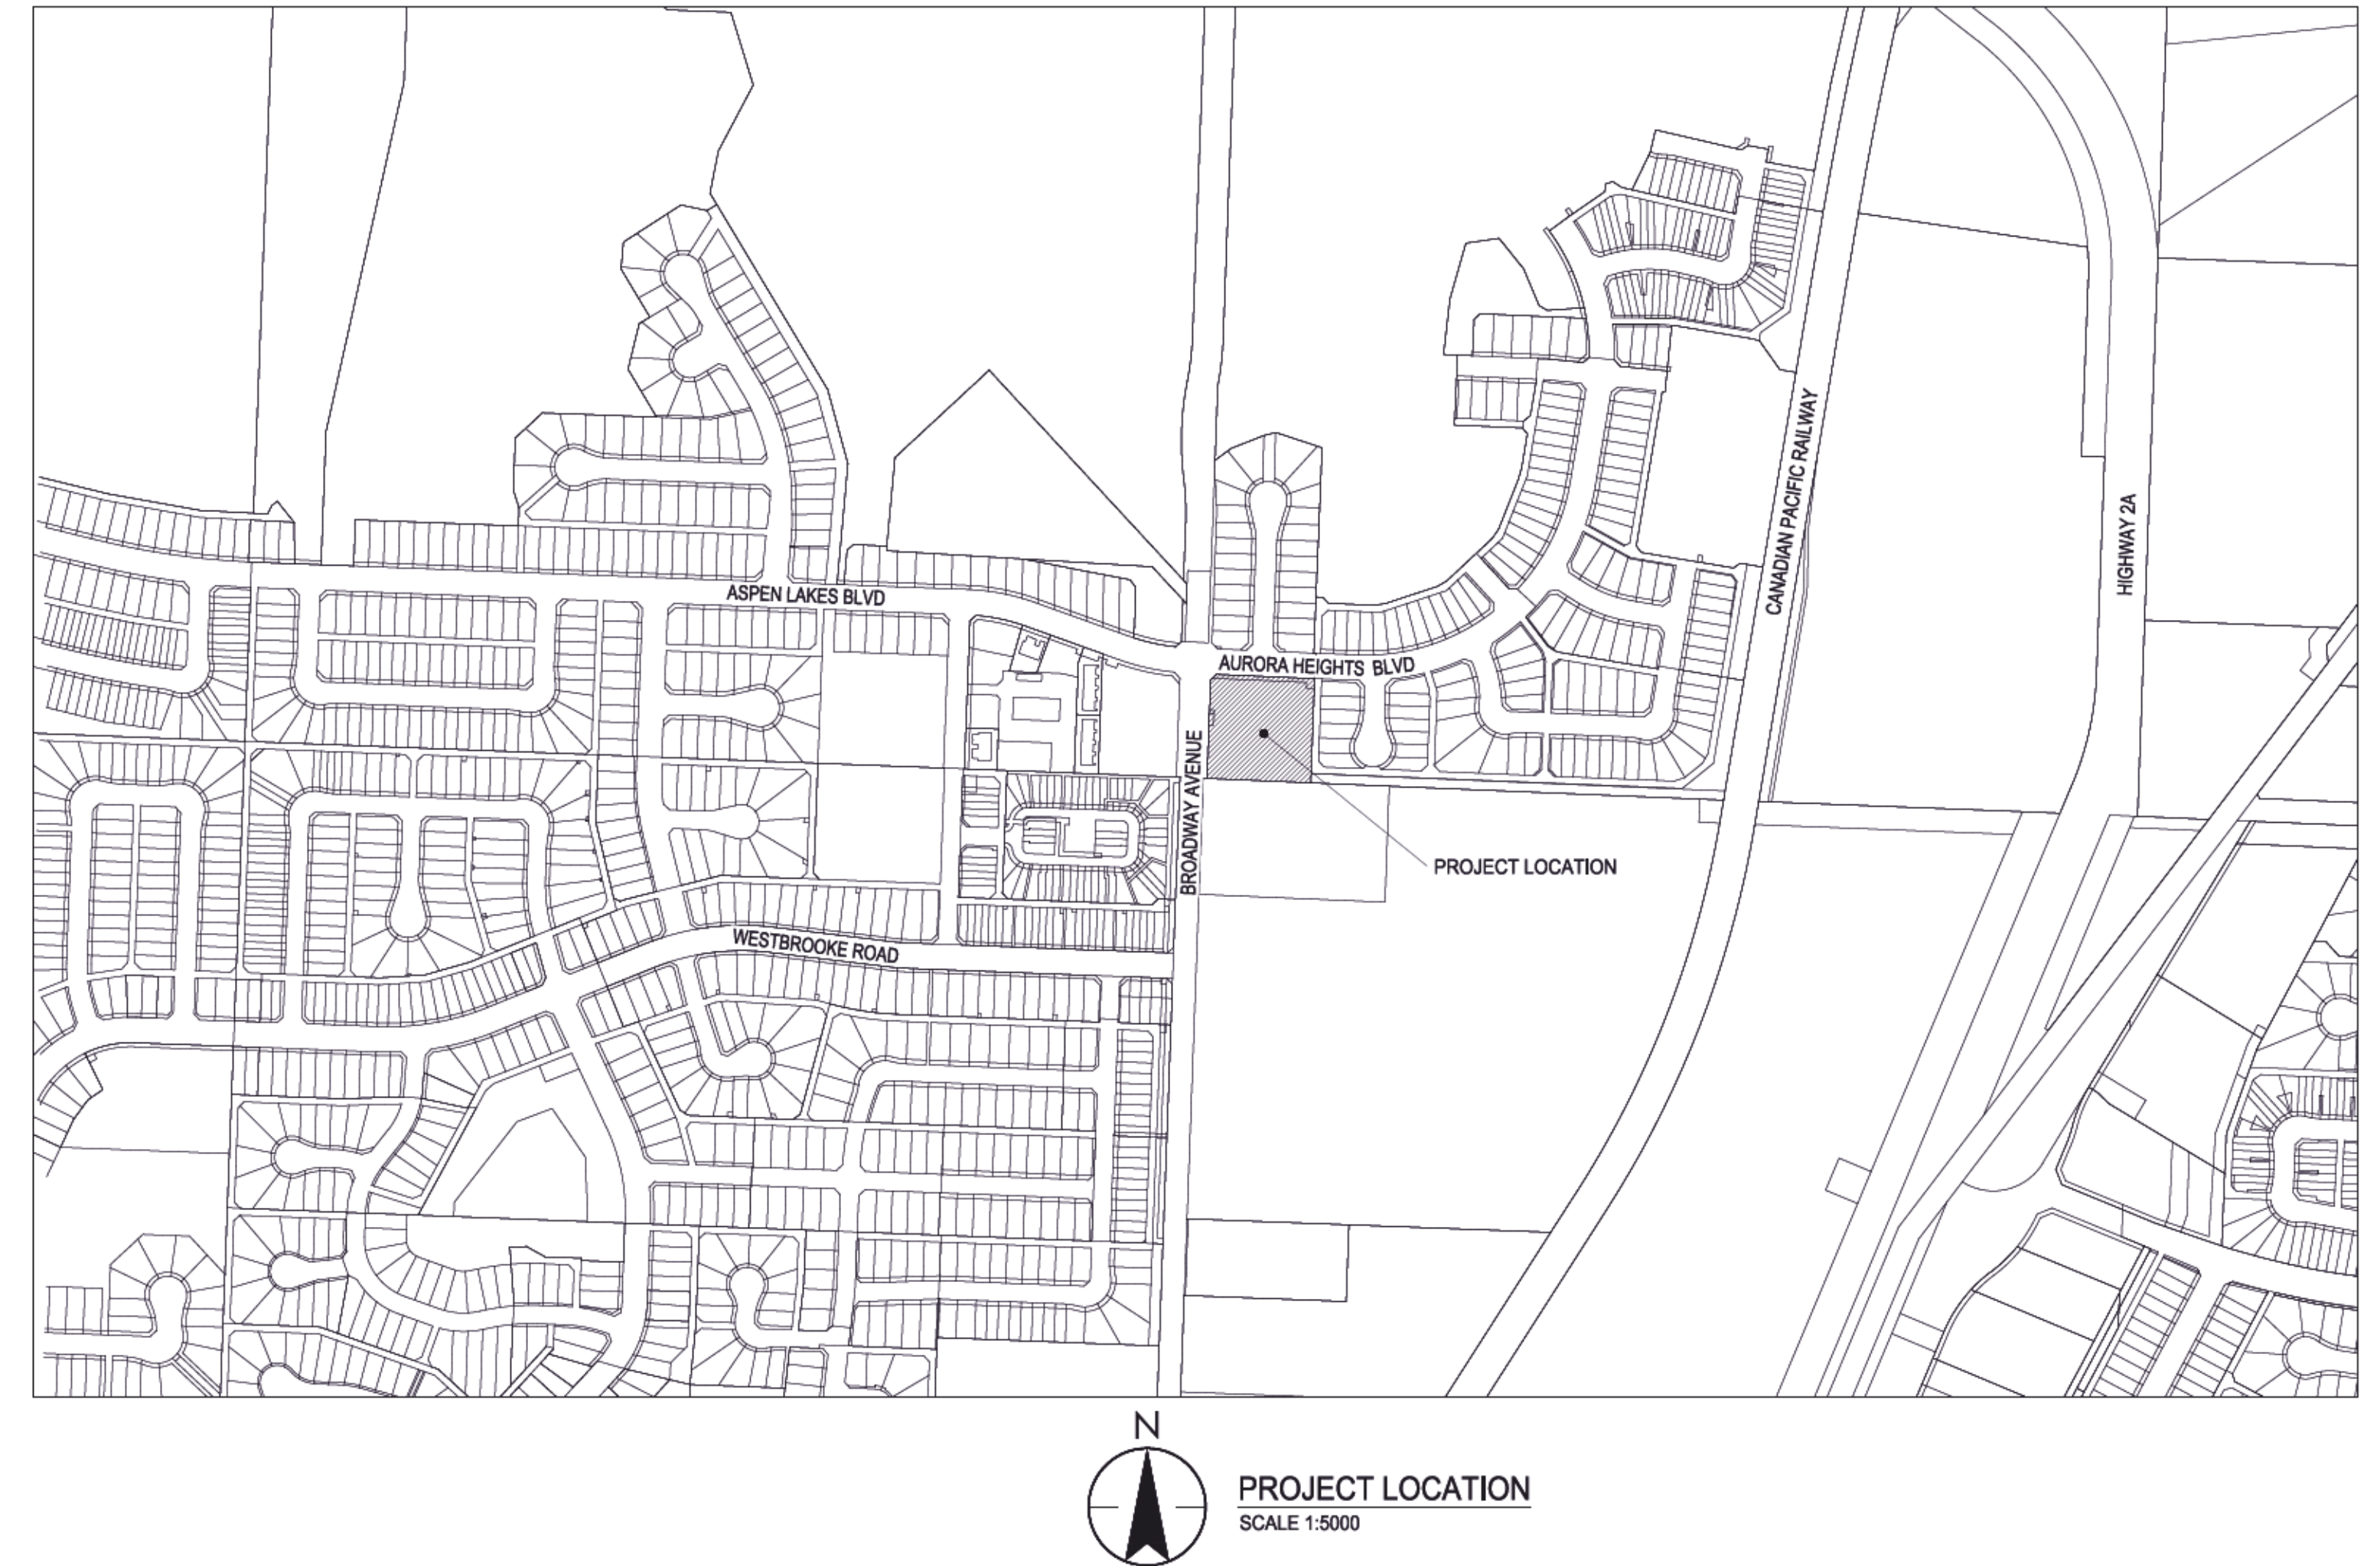 CANADIAN PACIFIC RAILWAY
HIGHWAY 2A
ASPEN LAKES BLVD
AURORA HEIGHTS BLVD
BROADWAY AVENUE
PROJECT LOCATION
WESTBROOKE ROAD
N
PROJECT LOCATION
SCALE 1:5000